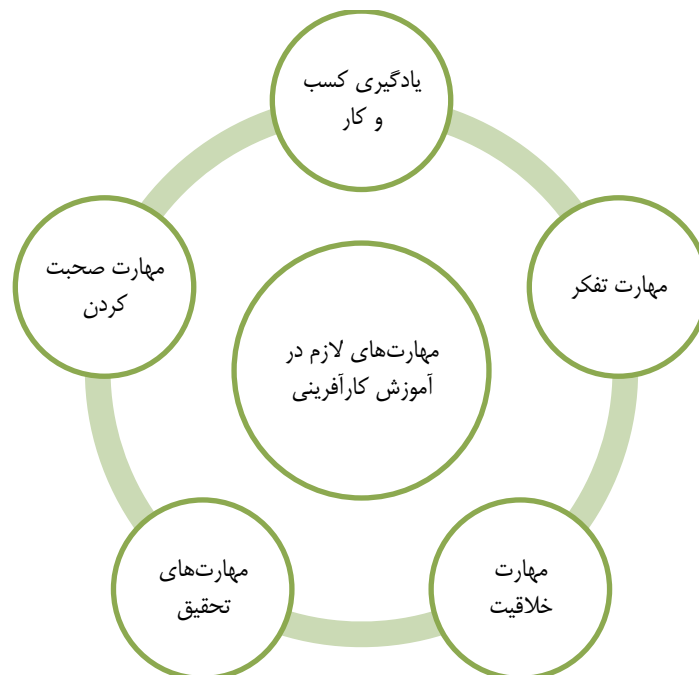 یادگیری کسب
و کار
مهارت صحبت
کردن
مهارت تفکر
مهارت‌های لازم در
آموزش کارآفرینی
مهارت‌های
تحقیق
مهارت
خلاقیت